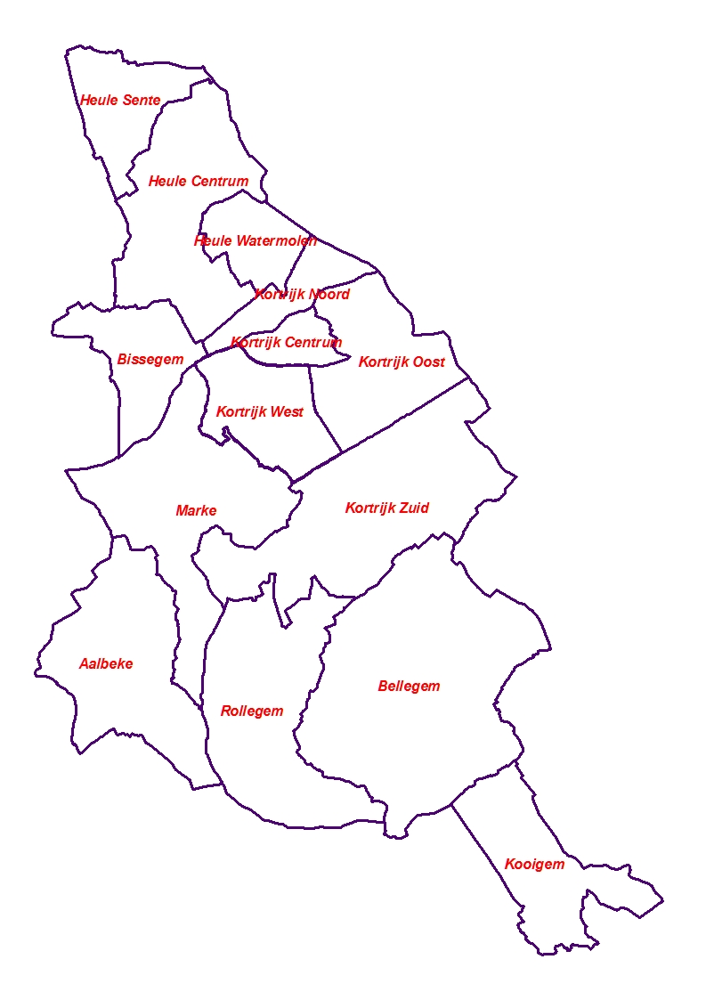 Heule Sente
Heule Centrum
Heule Watermolen
Kortrijk Noord
Kortrijk Centrum
Bissegem
Kortrijk Oost
Kortrijk West
Marke
Kortrijk Zuid
Aalbeke
Bellegem
Rollegem
Kooigem